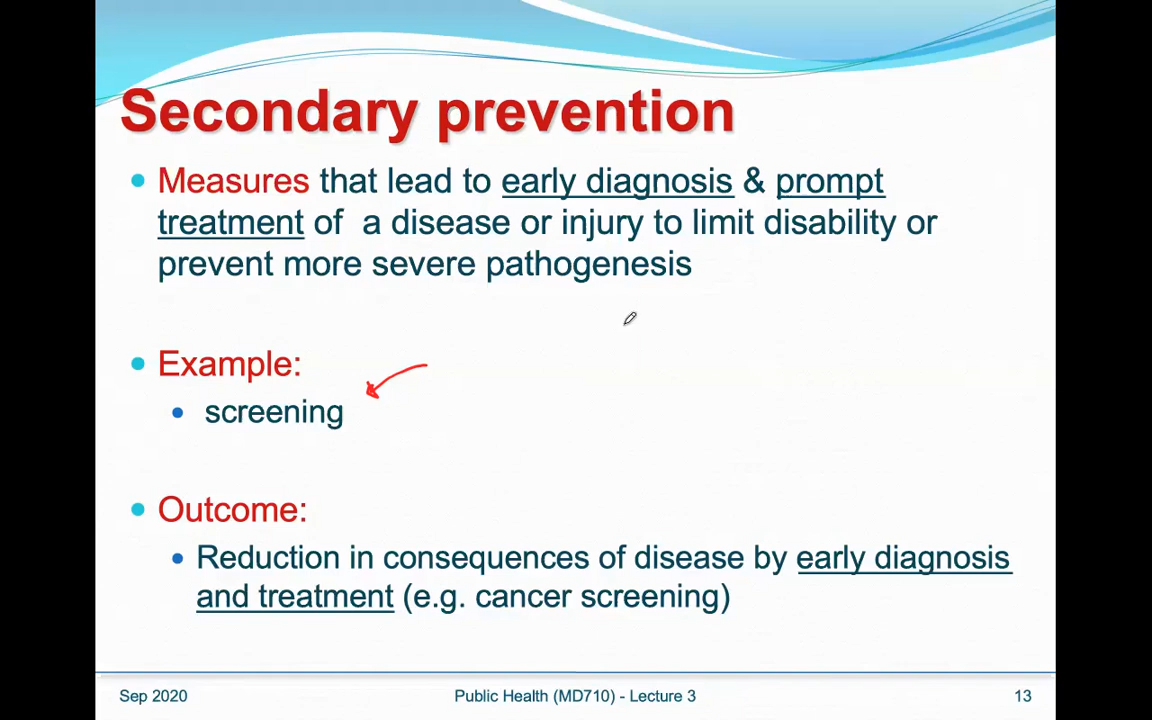 Secondary prevention
Measures that lead to early diagnosis & prompt
treatment of a disease or injury to limit disability or
prevent more severe pathogenesis
Example:
screening
Outcome:
Reduction in consequences of disease by early diagnosis
and treatment (e.g. cancer screening)
Sep 2020 Public Health (MD710) - Lecture 3 13